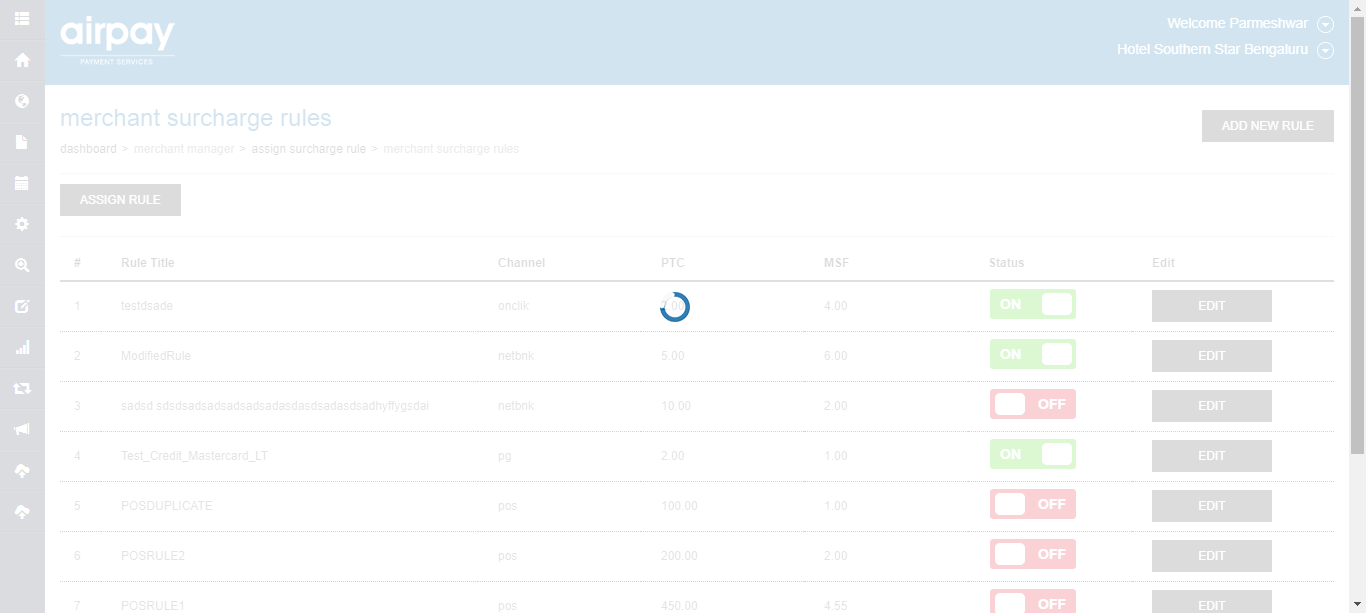 airpay
PAYMENT SERVICES
Welcome Parmeshwar
Hotel Southern Star Bengaluru
merchant surcharge rules
ADD NEW RULE
dashboard > merchant manager > assign surcharge rule > merchant surcharge rules
ASSIGN RULE
# Rule Title Channel PTC MSF Status Edit
1 testdsade onclik 4.00 ON EDIT
2 ModifiedRule netbnk 5.00 6.00 ON EDIT
3 sadsd sdsdsadsadsadsadsadasdasdsadasdsadhyffygsdai netbnk 10.00 2.00 OFF EDIT
4 Test_Credit_Mastercard_LT pg 2.00 1.00 ON EDIT
5 POSDUPLICATE pos 100.00 1.00 OFF EDIT
6 POSRULE2 pos 200.00 2.00 OFF EDIT
7 POSRULE1 pos 450.00 4.55 OFF EDIT